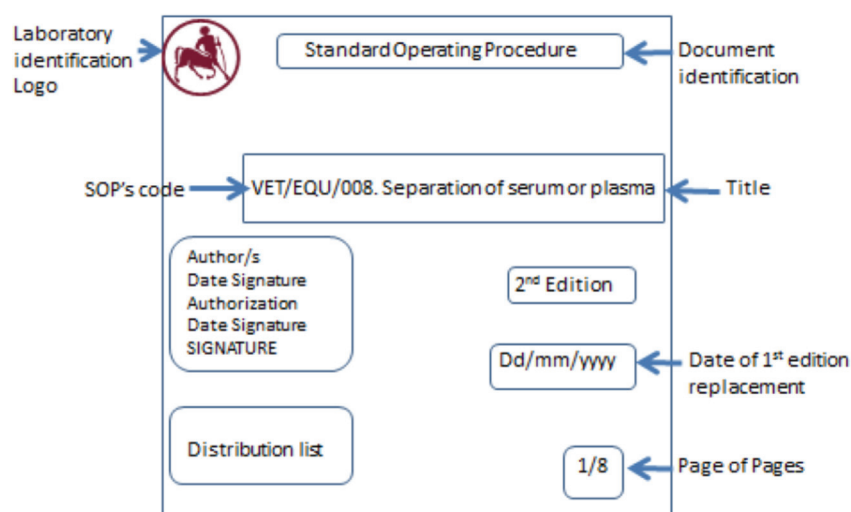 Laboratory
identification
Logo
Standard Operating Procedure
Document
identification
SOP's code
VET/EQU/008. Separation of serum or plasma
Title
Author/s
Date Signature
Authorization
Date Signature
SIGNATURE
2nd Edition
Dd/mm/yyyy
Date of 1st edition
replacement
Distribution list
1/8
Page of Pages